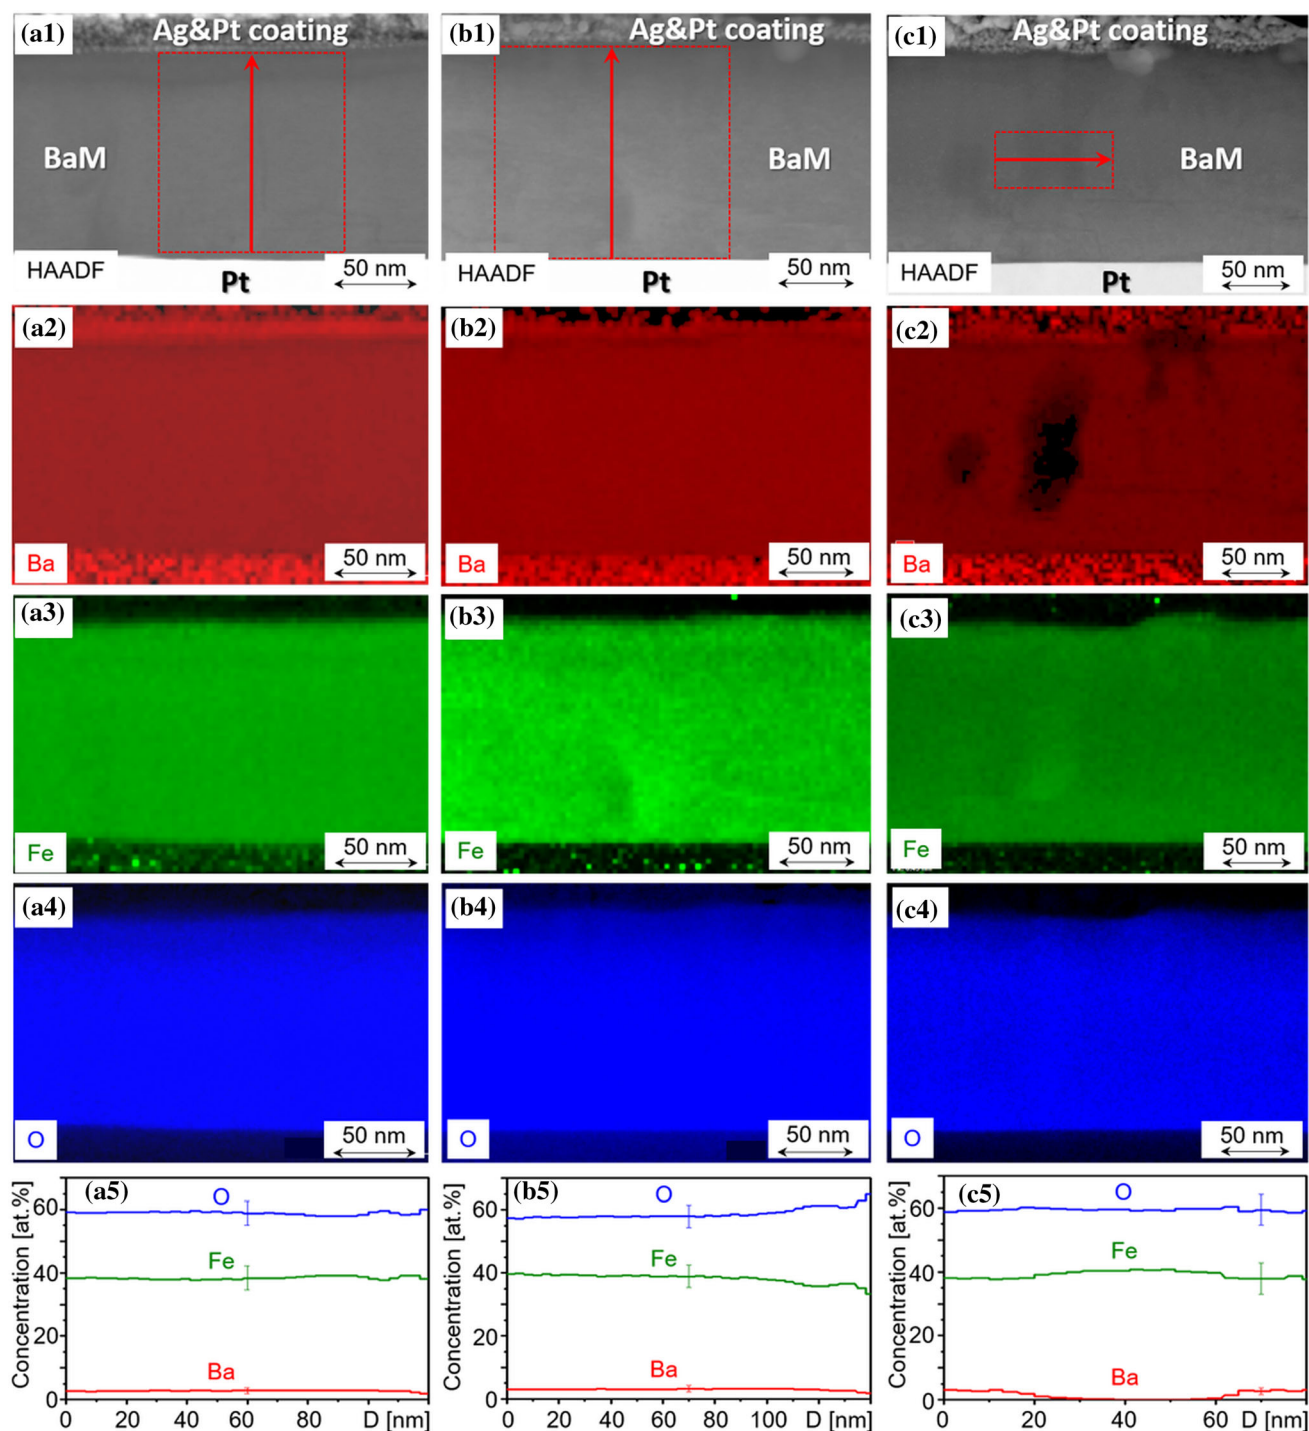 (a1) Ag&Pt coating
BaM
HAADF
Pt
50 nm
(b1) Ag&Pt coating
BaM
HAADF
Pt
50 nm
(c1) Ag&Pt coating
BaM
HAADF
Pt
50 nm
(a2)
Ba
50 nm
(b2)
Ba
50 nm
(c2)
Ba
50 nm
(a3)
Fe
50 nm
(b3)
Fe
50 nm
(c3)
Fe
50 nm
(a4)
O
50 nm
(b4)
O
50 nm
(c4)
O
50 nm
(a5)
Concentration [at.%]
60
40
20
0
O
Fe
Ba
0 20 40 60 80 D [nm]
(b5)
Concentration [at.%]
60
40
20
0
O
Fe
Ba
0 20 40 60 80 100 D [nm]
(c5)
Concentration [at.%]
60
40
20
0
O
Fe
Ba
0 20 40 60 D [nm]